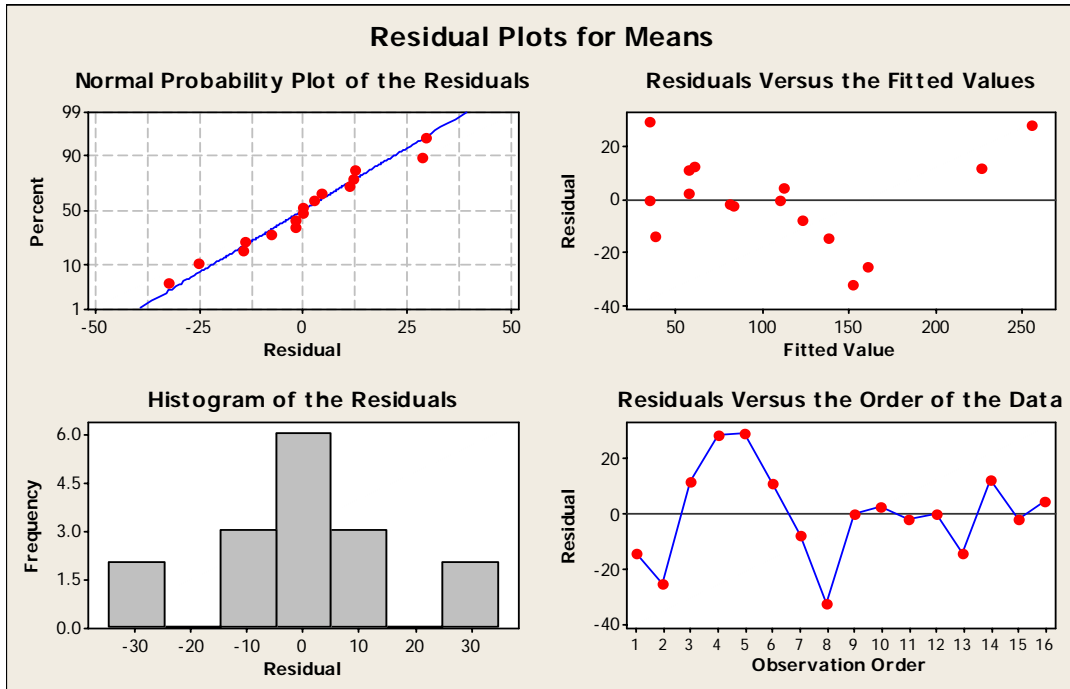 Residual Plots for Means
Normal Probability Plot of the Residuals
Percent
99
90
50
10
1
-50 -25 0 25 50
Residual
Residuals Versus the Fitted Values
Residual
20
0
-20
-40
50 100 150 200 250
Fitted Value
Histogram of the Residuals
Frequency
6.0
4.5
3.0
1.5
0.0
-30 -20 -10 0 10 20 30
Residual
Residuals Versus the Order of the Data
Residual
20
0
-20
-40
1 2 3 4 5 6 7 8 9 10 11 12 13 14 15 16
Observation Order